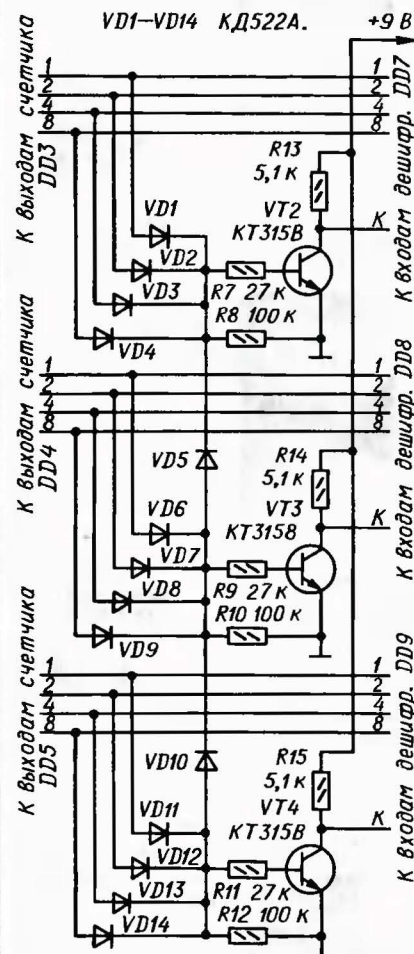 VD1–VD14 КД522А.
+9 В
К выходам счетчика DD3
1
2
4
8
1
2
4
8
К входам дешифр. DD7
R13
5,1 к
VT2
КТ315В
К
VD1
VD2
VD3
VD4
R7 27 к
R8 100 к
К выходам счетчика DD4
1
2
4
8
1
2
4
8
К входам дешифр. DD8
VD5
R14
5,1 к
VT3
КТ315В
К
VD6
VD7
VD8
VD9
R9 27 к
R10 100 к
К выходам счетчика DD5
1
2
4
8
1
2
4
8
К входам дешифр. DD9
VD10
R15
5,1 к
VT4
КТ315В
К
VD11
VD12
VD13
VD14
R11 27 к
R12 100 к